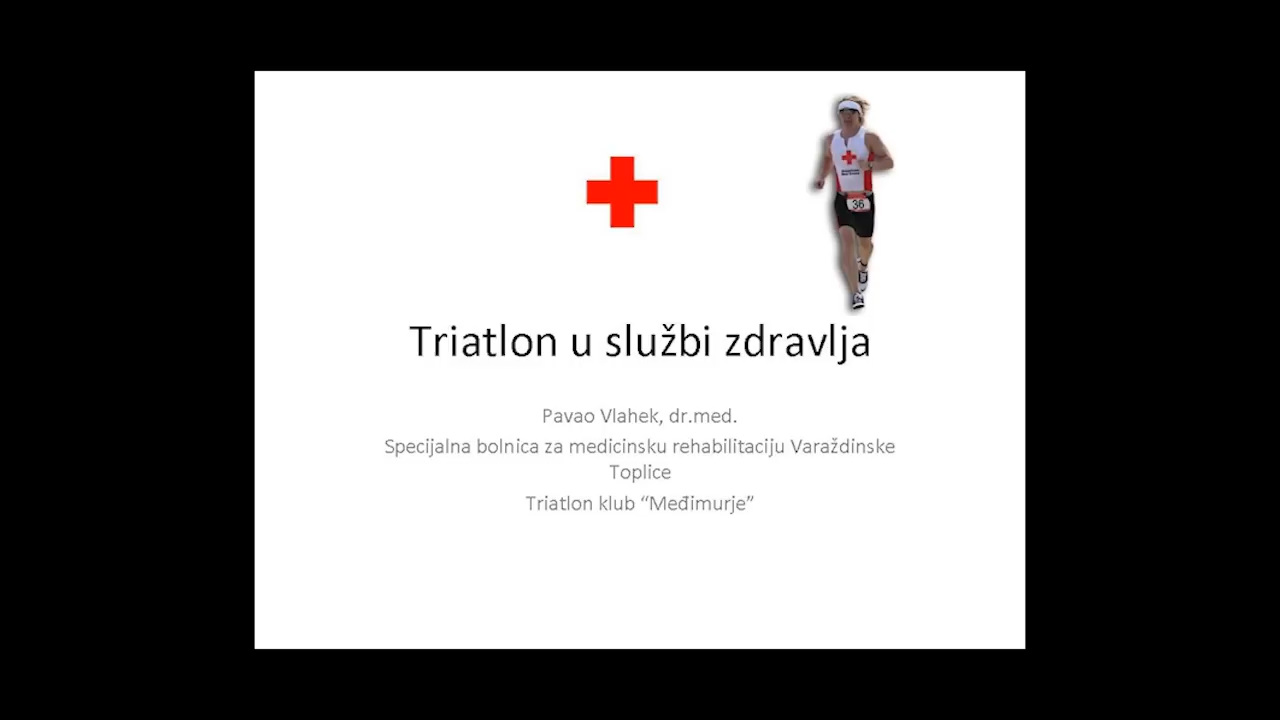 36
Triatlon u službi zdravlja
Pavao Vlahek, dr.med.
Specijalna bolnica za medicinsku rehabilitaciju Varaždinske
Toplice
Triatlon klub “Međimurje”